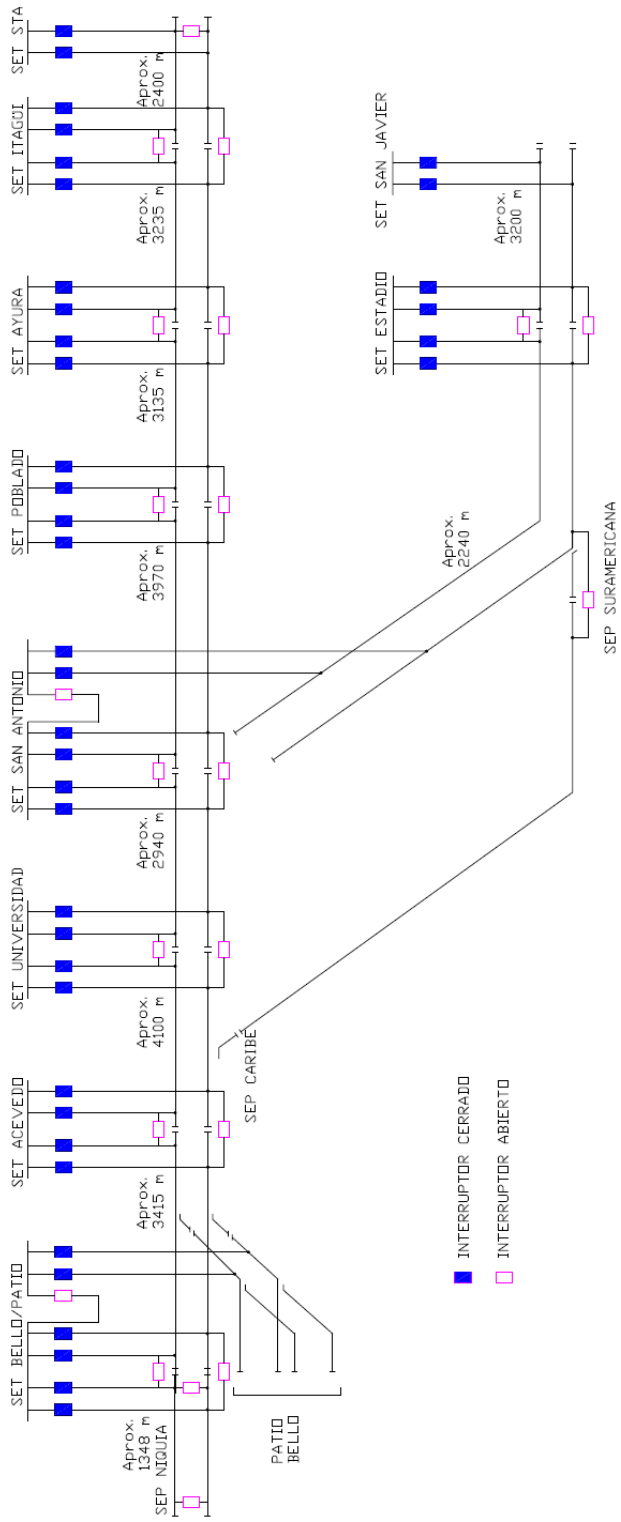 SET BELLO/PATIO
SET ACEVEDO
SET UNIVERSIDAD
SET SAN ANTONIO
SET POBLADO
SET AYURA
SET ITAGÜI
SET STA
Aprox.
1348 m
SEP NIQUIA
Aprox.
3415 m
Aprox.
4100 m
Aprox.
2940 m
Aprox.
3970 m
Aprox.
3135 m
Aprox.
3235 m
Aprox.
2400 m
PATIO
BELLO
SEP CARIBE
SET ESTADIO
SET SAN JAVIER
Aprox.
2240 m
Aprox.
3200 m
SEP SURAMERICANA
INTERRUPTOR CERRADO
INTERRUPTOR ABIERTO